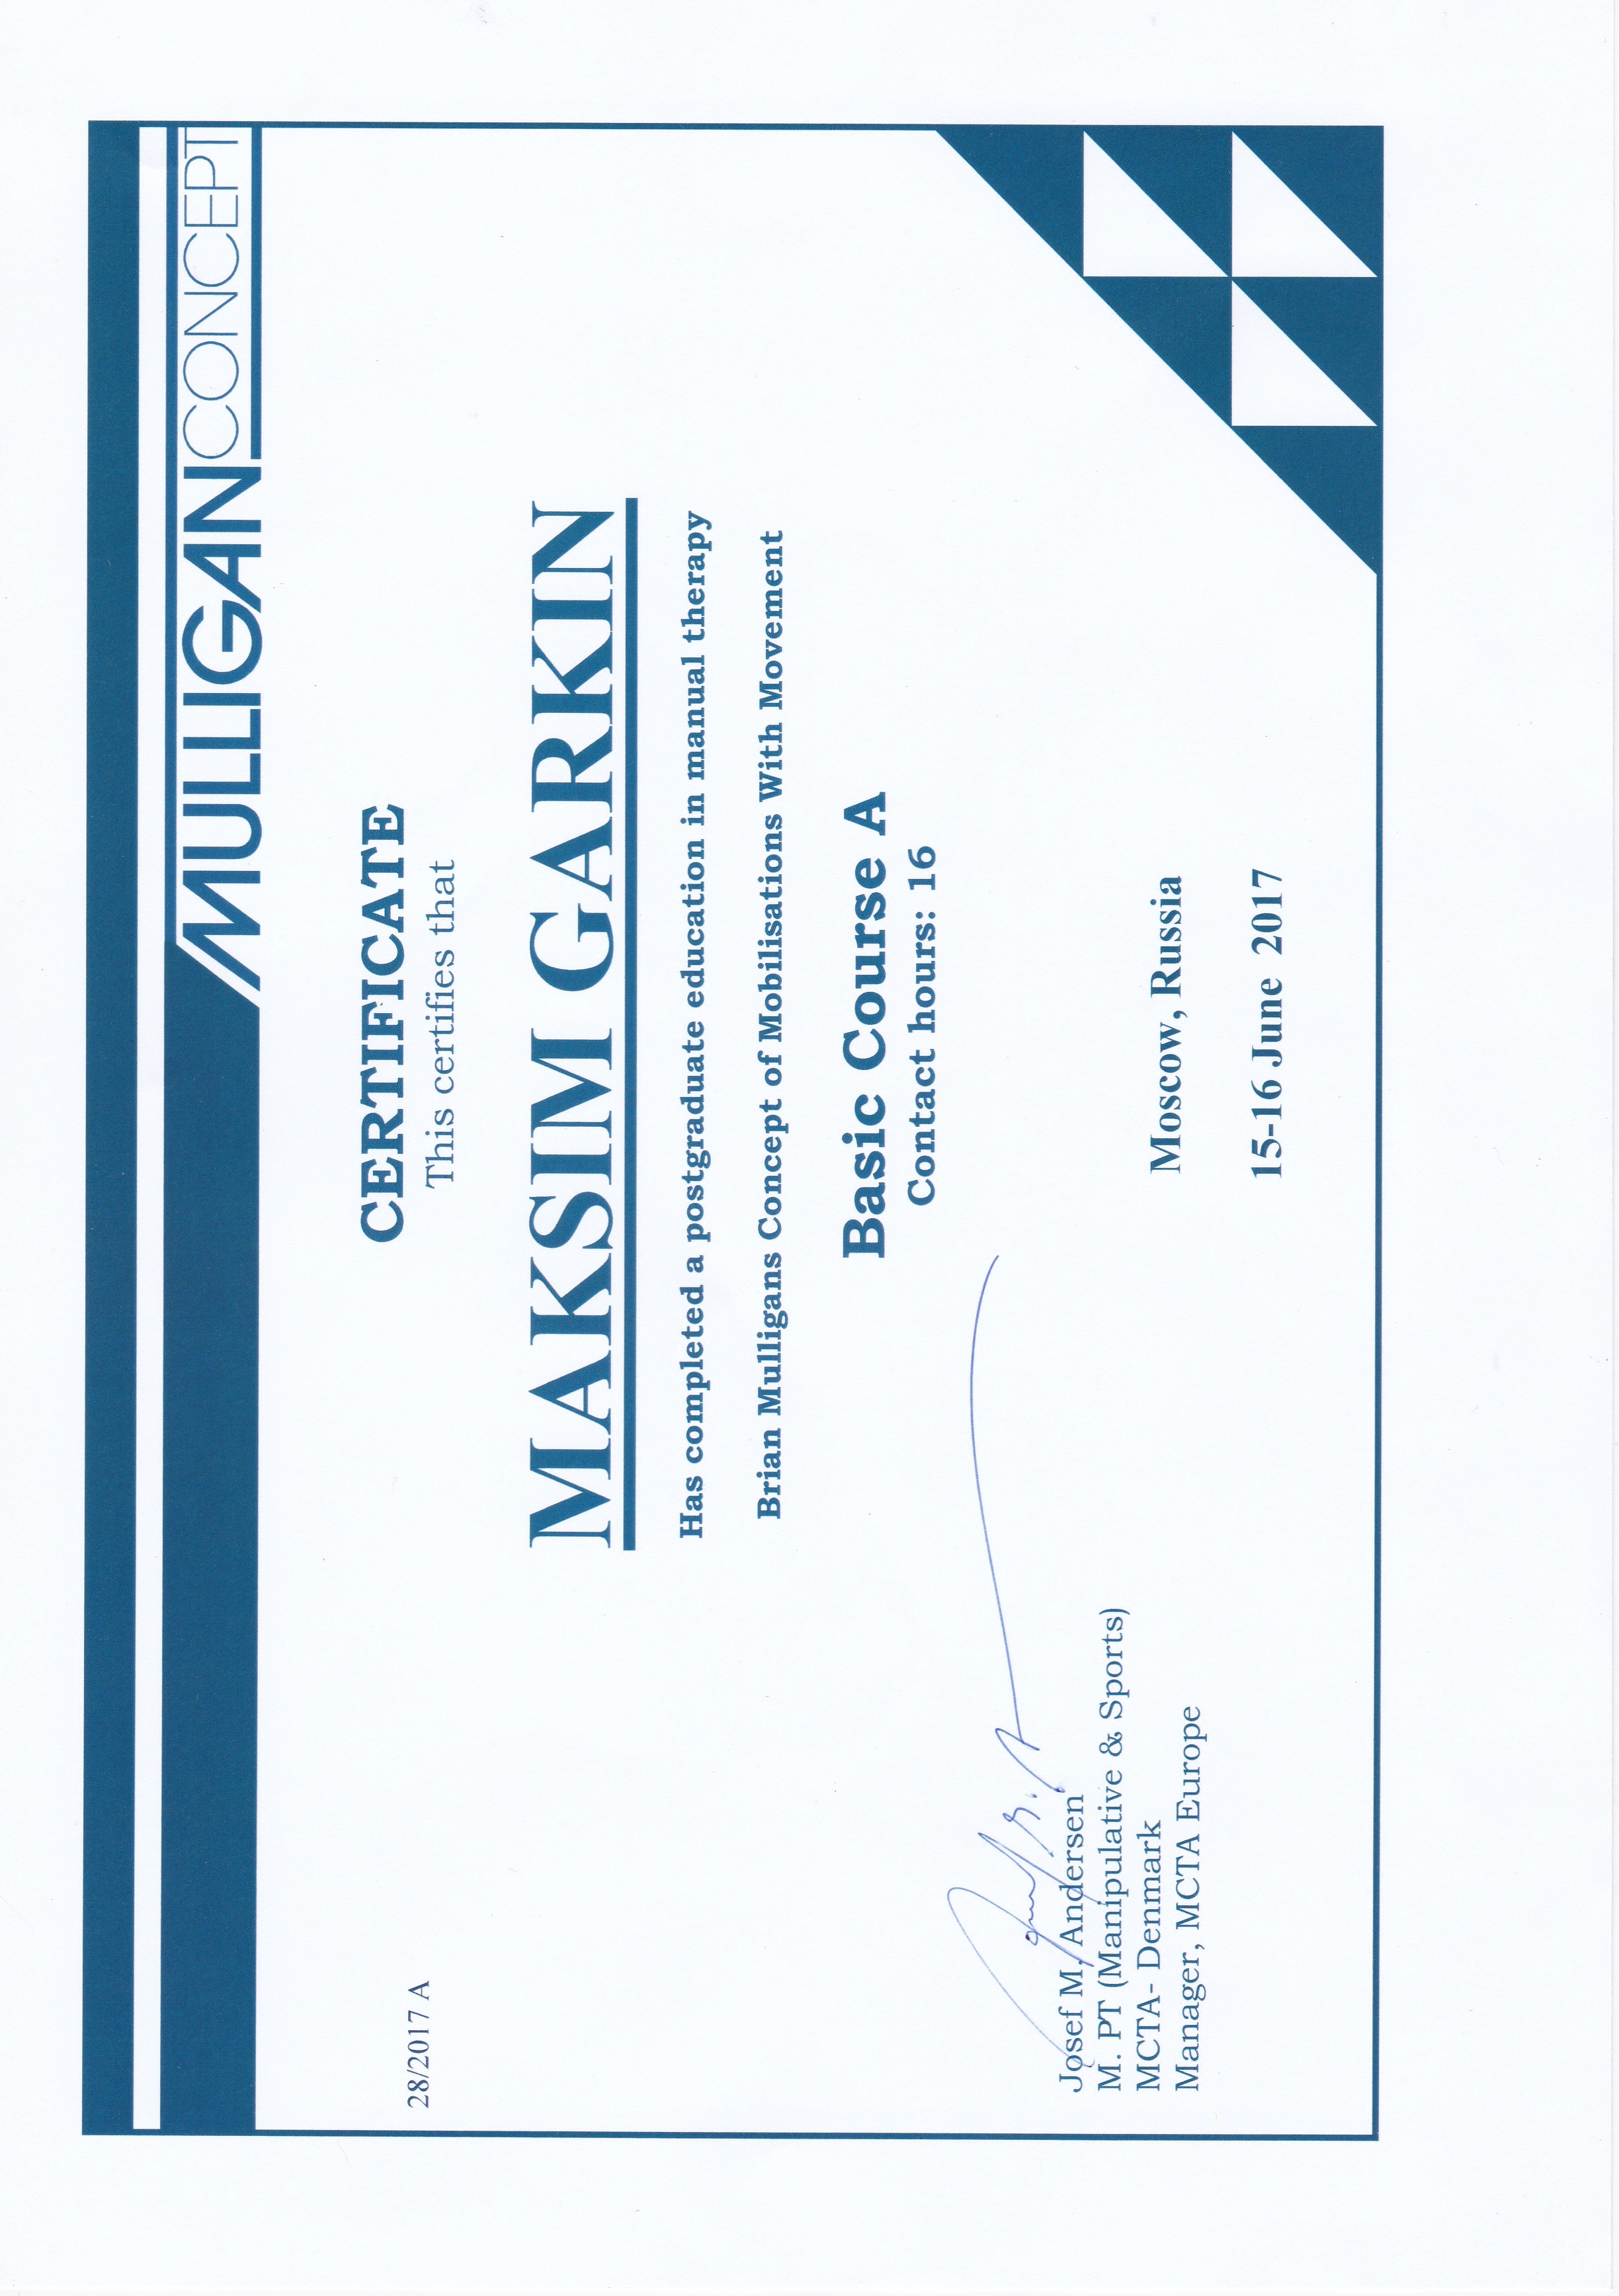 MULLIGANCONCEPT
CERTIFICATE
28/2017 A
This certifies that
MAKSIM GARKIN
Has completed a postgraduate education in manual therapy
Brian Mulligans Concept of Mobilisations With Movement
Basic Course A
Contact hours: 16
Josef M. Andersen
M. PT (Manipulative & Sports)
MCTA- Denmark
Manager, MCTA Europe
Moscow, Russia
15-16 June 2017